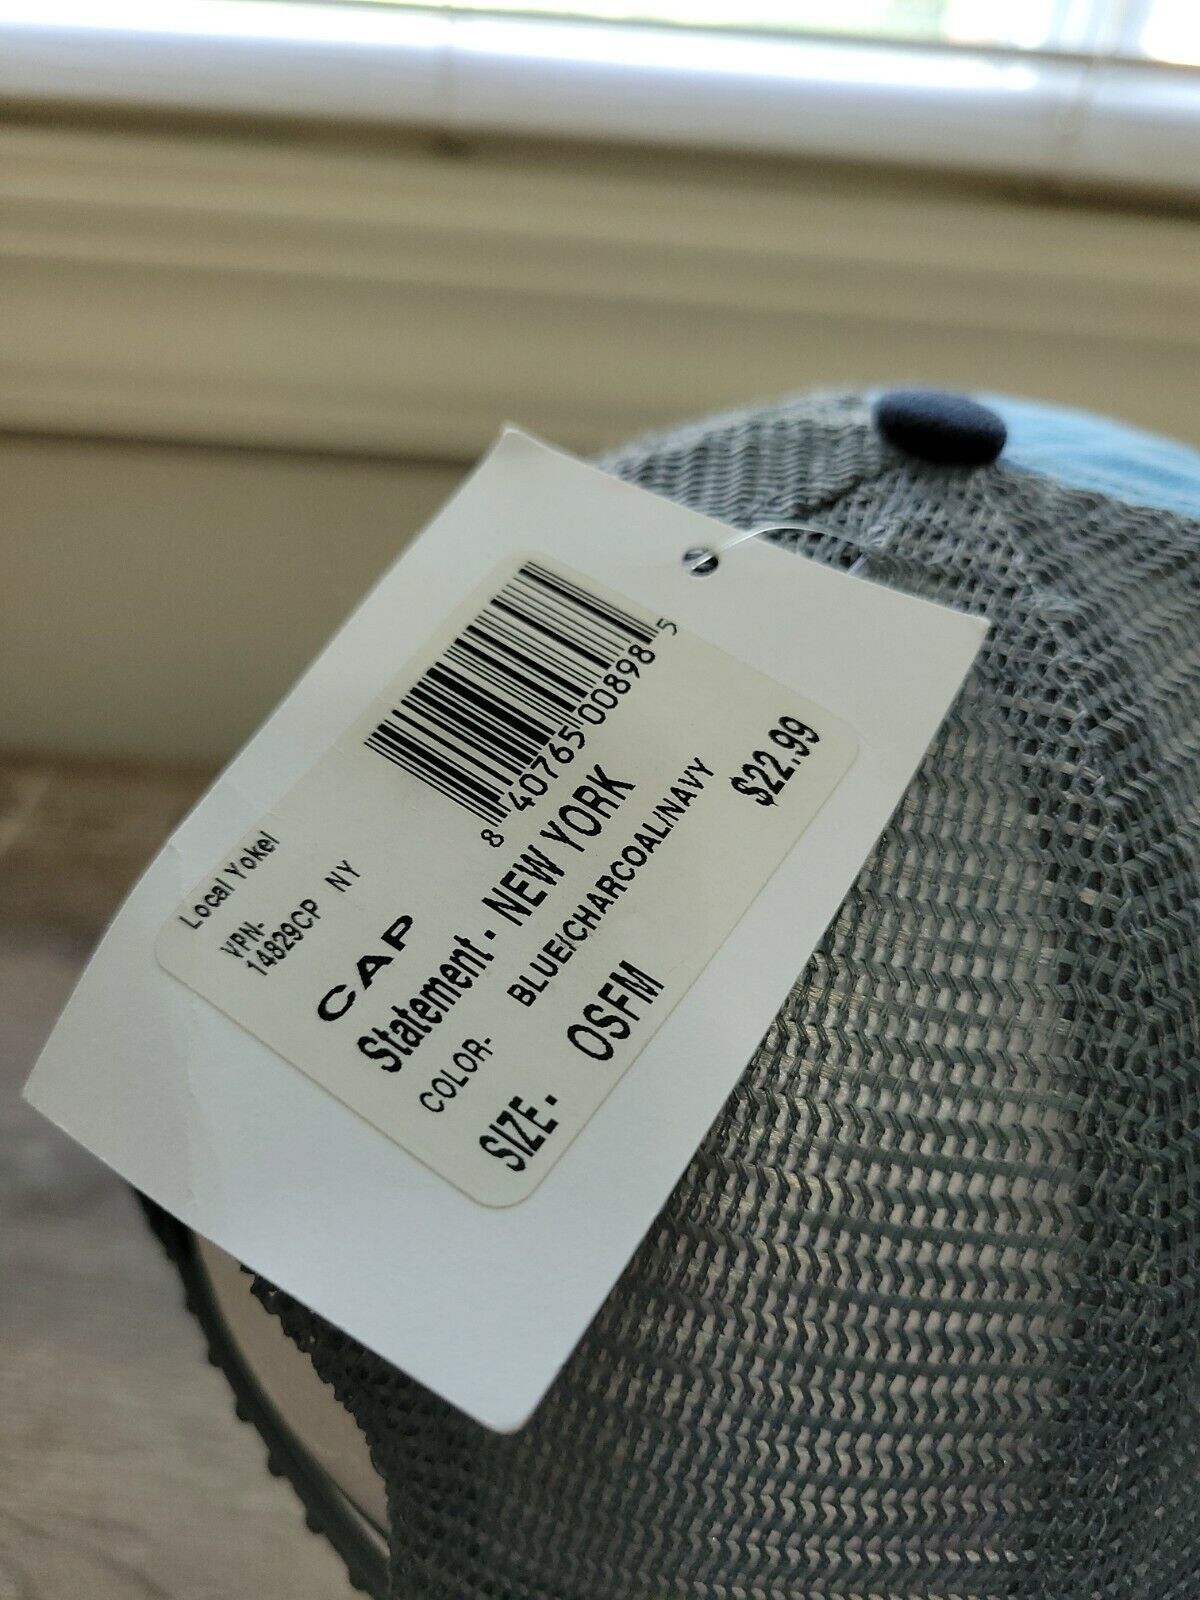 8 40765 00898 5
Local Yokel
VPN-
14829CP NY
CAP
Statement - NEW YORK
COLOR- BLUE/CHARCOAL/NAVY
SIZE - OSFM
$22.99